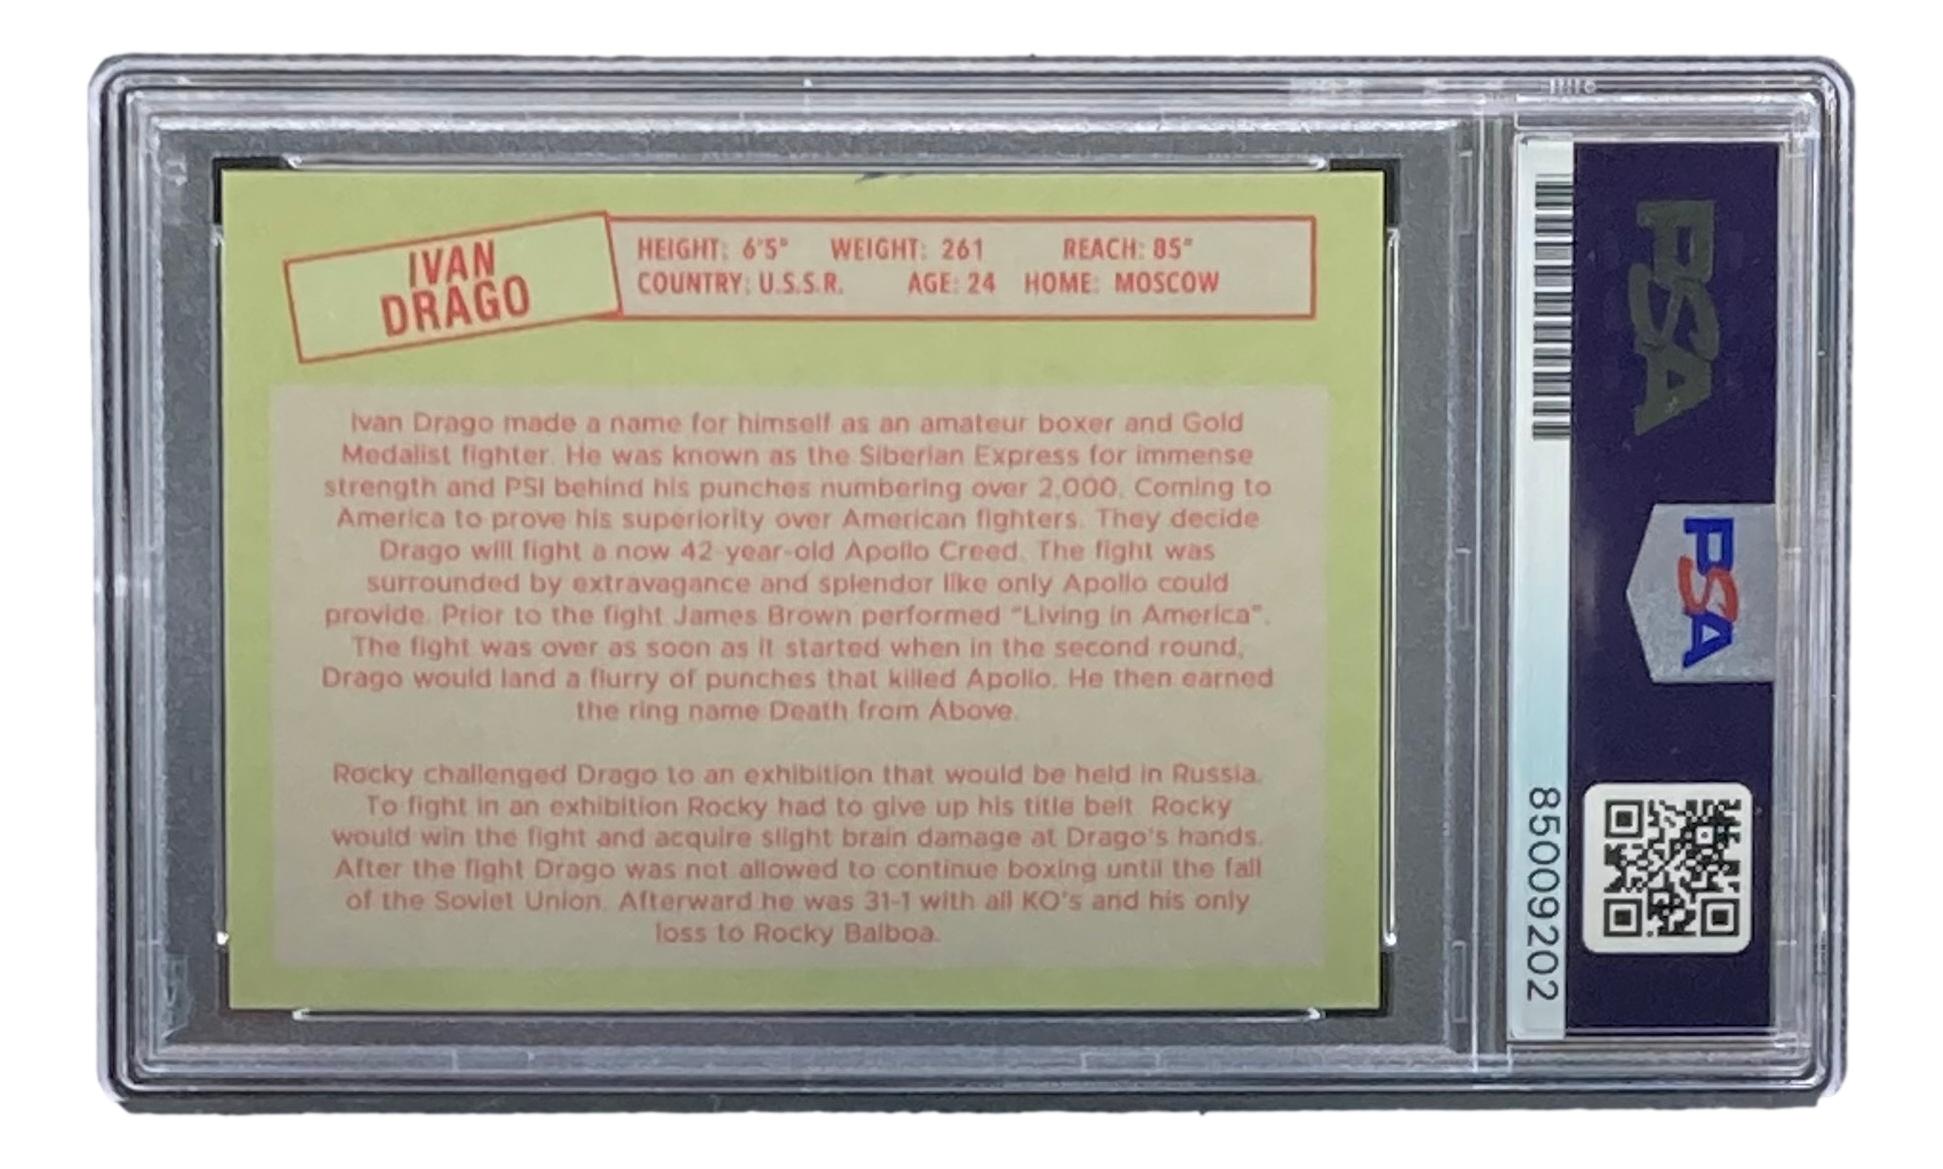 IVAN
DRAGO
HEIGHT: 6'5" WEIGHT: 261 REACH: 85"
COUNTRY: U.S.S.R. AGE: 24 HOME: MOSCOW
Ivan Drago made a name for himself as an amateur boxer and Gold
Medalist fighter. He was known as the Siberian Express for immense
strength and PSI behind his punches numbering over 2,000. Coming to
America to prove his superiority over American fighters. They decide
Drago will fight a now 42-year-old Apollo Creed. The fight was
surrounded by extravagance and splendor like only Apollo could
provide. Prior to the fight James Brown performed "Living in America".
The fight was over as soon as it started when in the second round,
Drago would land a flurry of punches that killed Apollo. He then earned
the ring name Death from Above.
Rocky challenged Drago to an exhibition that would be held in Russia.
To fight in an exhibition Rocky had to give up his title belt. Rocky
would win the fight and acquire slight brain damage at Drago's hands.
After the fight Drago was not allowed to continue boxing until the fall
of the Soviet Union. Afterward he was 31-1 with all KO's and his only
loss to Rocky Balboa.
PSA
PSA
85009202